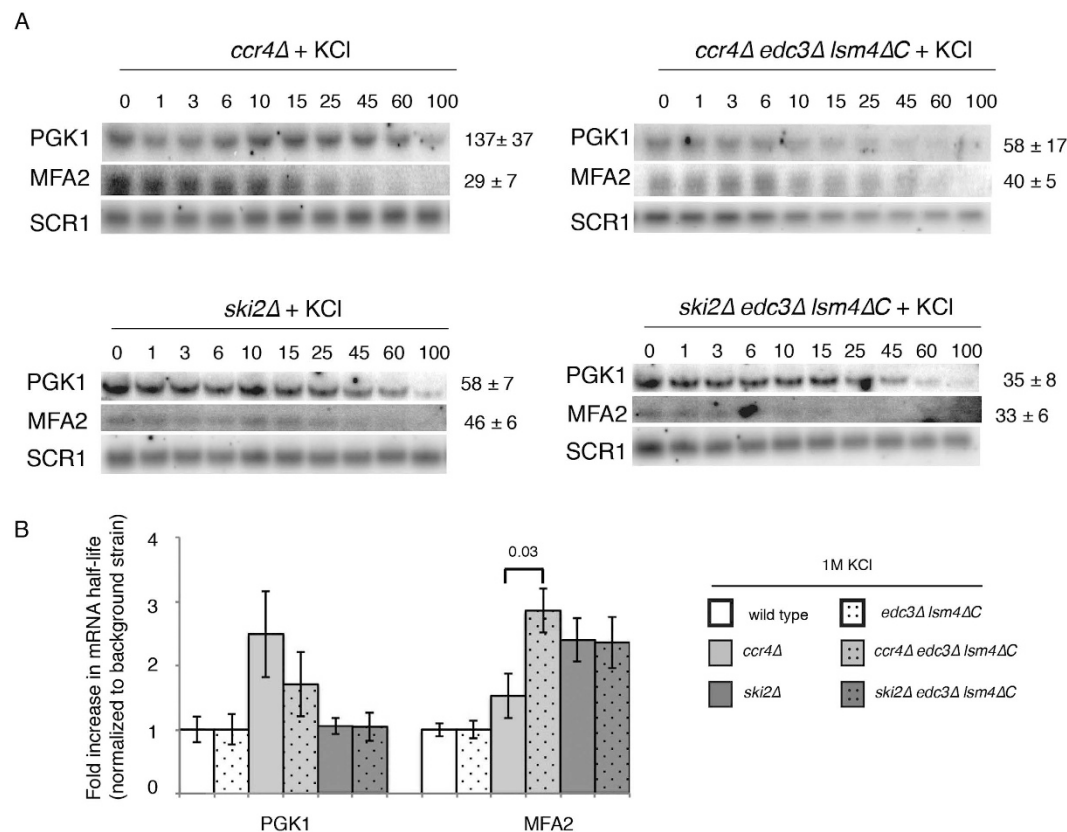 A
ccr4Δ + KCl
0 1 3 6 10 15 25 45 60 100
PGK1 137± 37
MFA2 29 ± 7
SCR1
ccr4Δ edc3Δ lsm4ΔC + KCl
0 1 3 6 10 15 25 45 60 100
PGK1 58 ± 17
MFA2 40 ± 5
SCR1
ski2Δ + KCl
0 1 3 6 10 15 25 45 60 100
PGK1 58 ± 7
MFA2 46 ± 6
SCR1
ski2Δ edc3Δ lsm4ΔC + KCl
0 1 3 6 10 15 25 45 60 100
PGK1 35 ± 8
MFA2 33 ± 6
SCR1
B
Fold increase in mRNA half-life
(normalized to background strain)
4
3
2
1
0
0.03
PGK1 MFA2
1M KCl
wild type edc3Δ lsm4ΔC
ccr4Δ ccr4Δ edc3Δ lsm4ΔC
ski2Δ ski2Δ edc3Δ lsm4ΔC